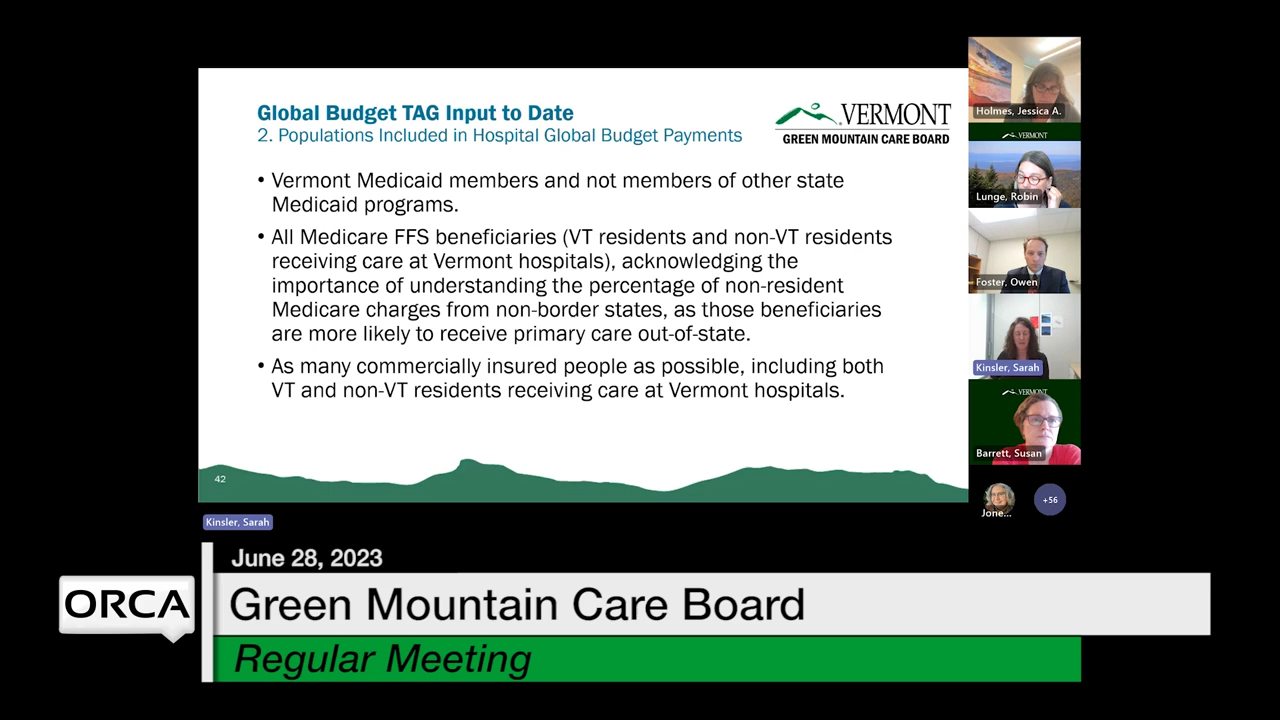 Global Budget TAG Input to Date
2. Populations Included in Hospital Global Budget Payments
VERMONT
GREEN MOUNTAIN CARE BOARD
• Vermont Medicaid members and not members of other state
Medicaid programs.
• All Medicare FFS beneficiaries (VT residents and non-VT residents
receiving care at Vermont hospitals), acknowledging the
importance of understanding the percentage of non-resident
Medicare charges from non-border states, as those beneficiaries
are more likely to receive primary care out-of-state.
• As many commercially insured people as possible, including both
VT and non-VT residents receiving care at Vermont hospitals.
42
Holmes, Jessica A.
VERMONT
Lunge, Robin
Foster, Owen
Kinsler, Sarah
VERMONT
Barrett, Susan
Jone...
+56
Kinsler, Sarah
June 28, 2023
ORCA
Green Mountain Care Board
Regular Meeting